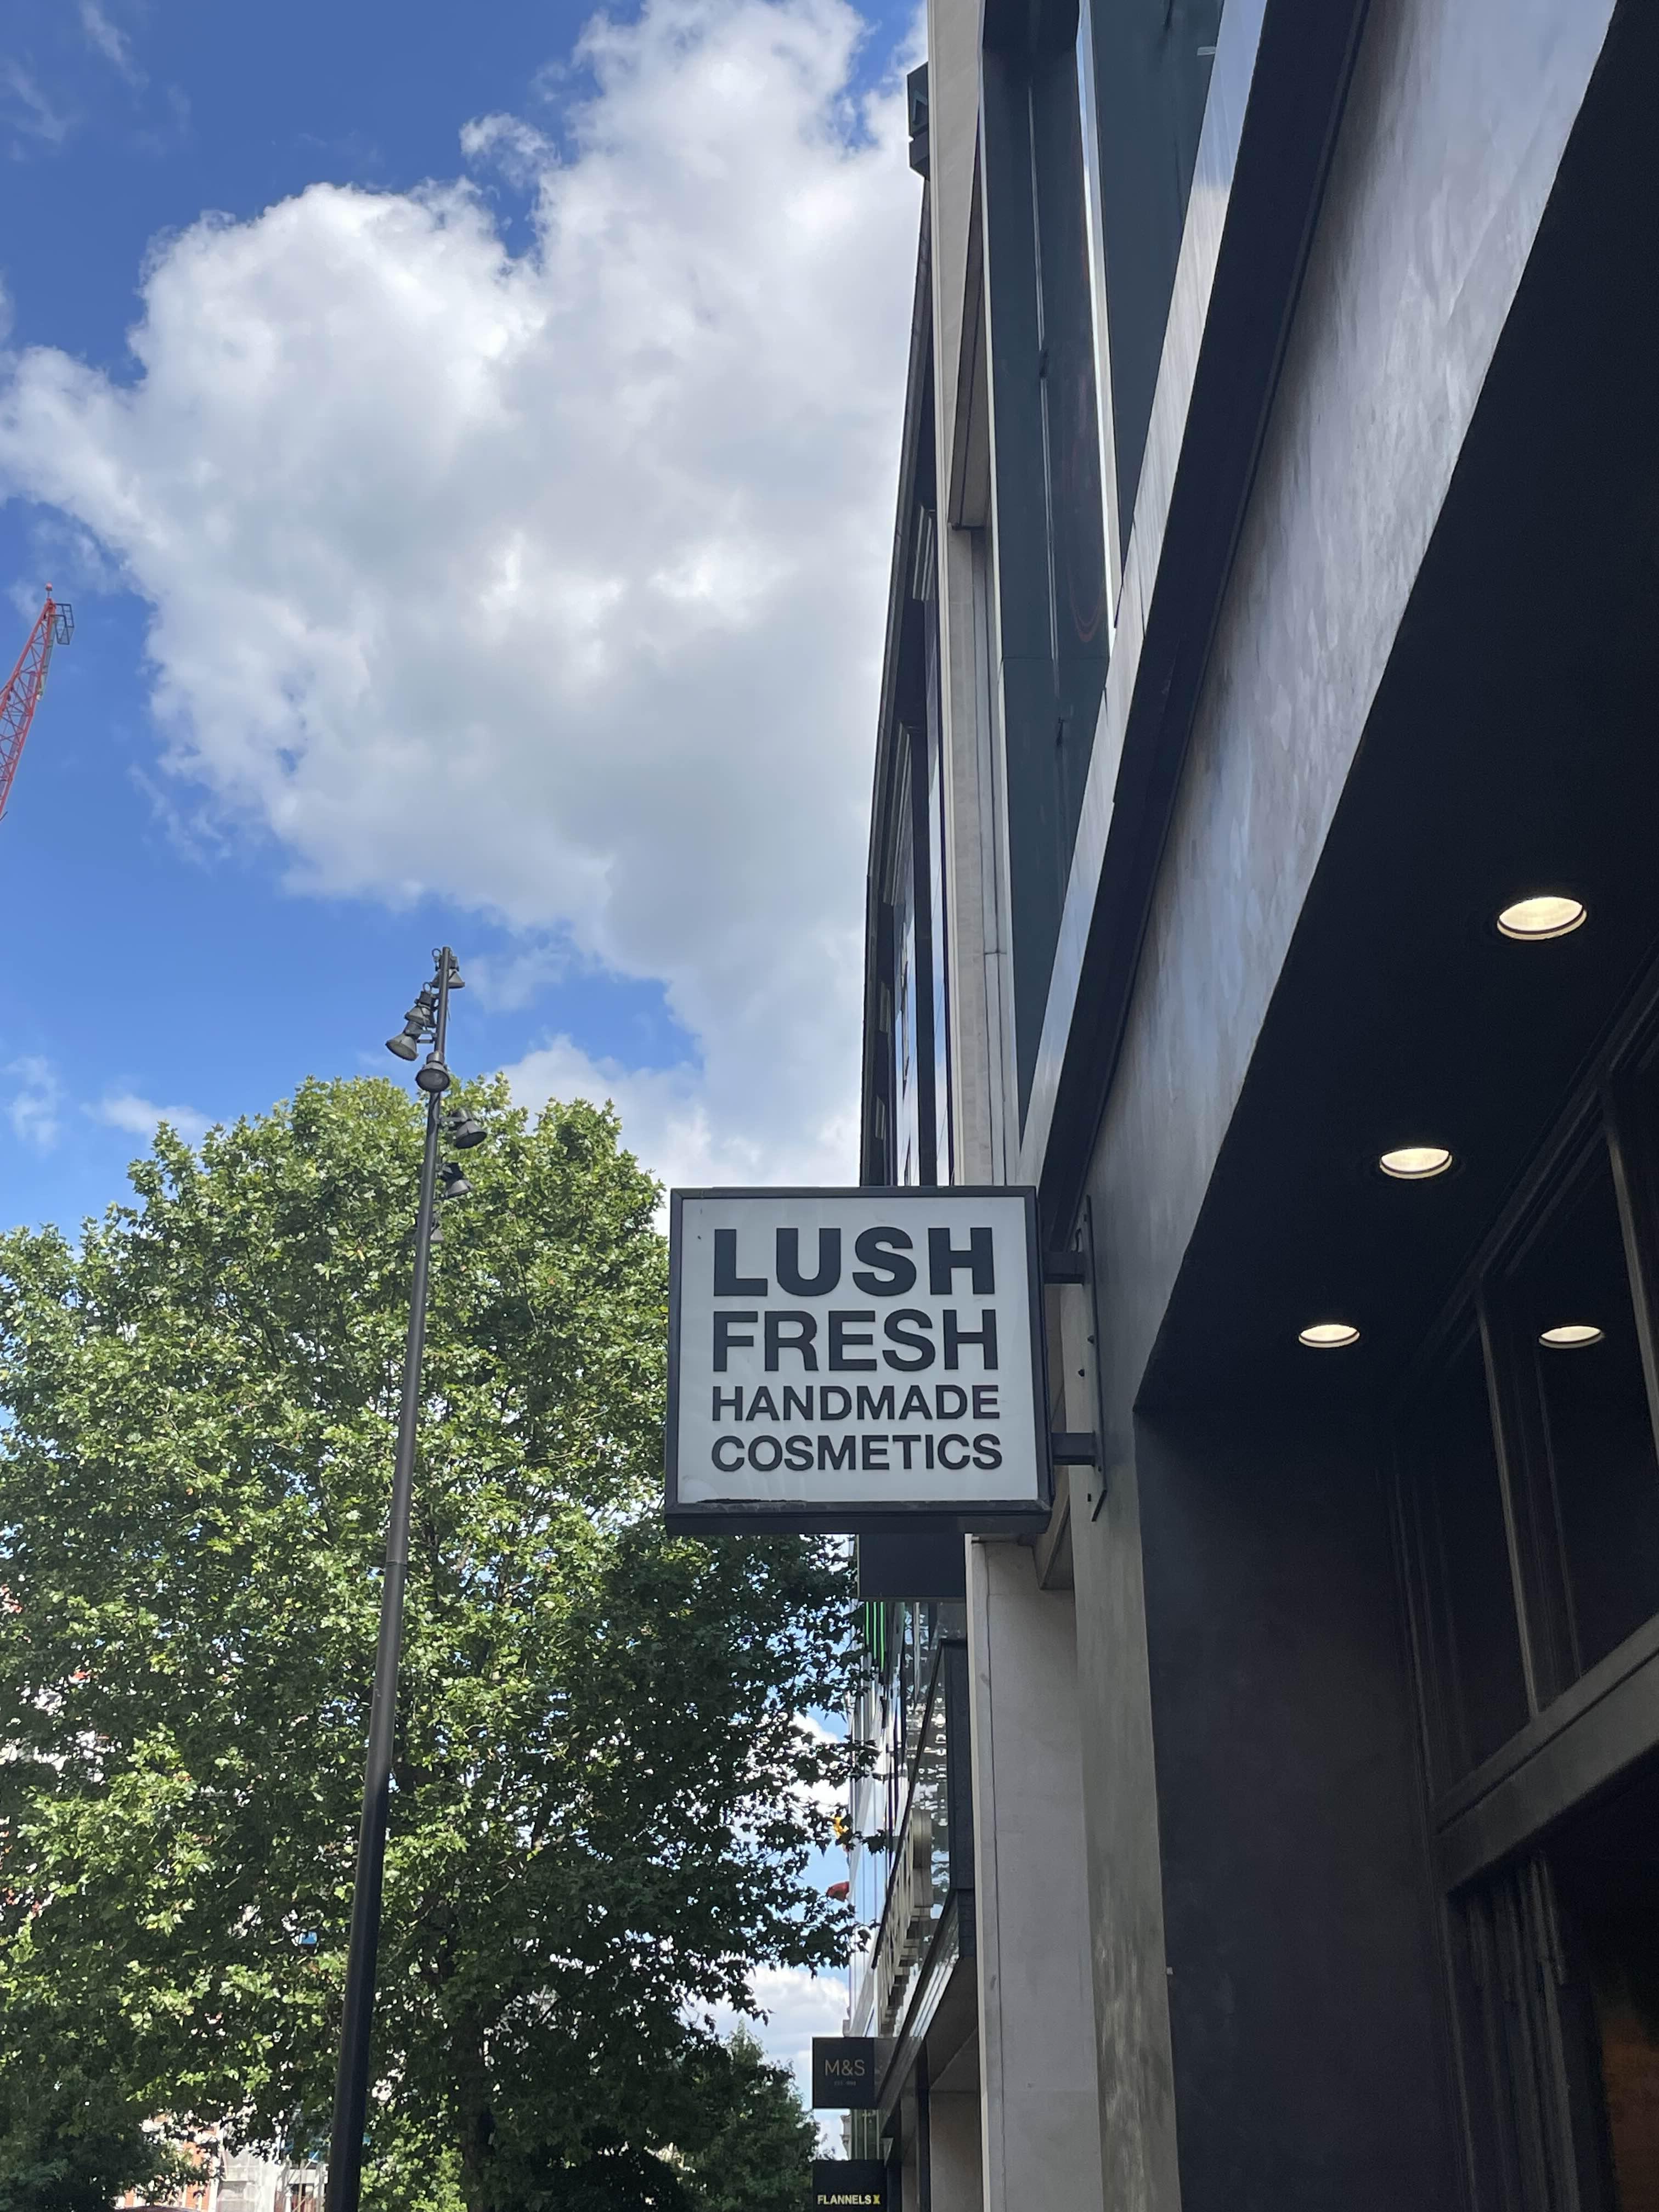 LUSH
FRESH
HANDMADE
COSMETICS
M&S
FLANNELS X